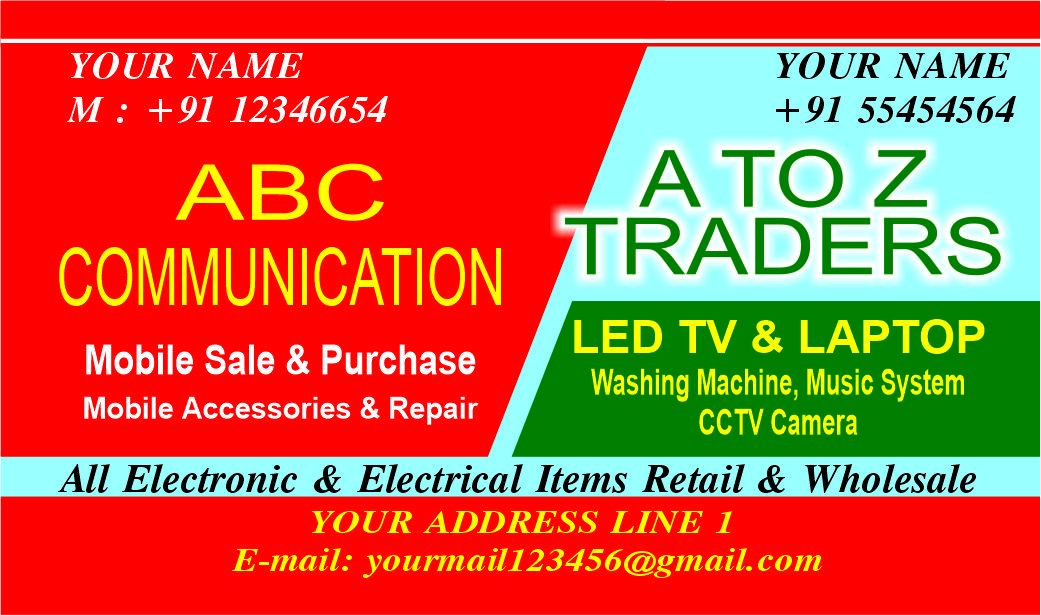 YOUR NAME
M : +91 12346654
ABC
COMMUNICATION
Mobile Sale & Purchase
Mobile Accessories & Repair
YOUR NAME
+91 55454564
A TO Z
TRADERS
LED TV & LAPTOP
Washing Machine, Music System
CCTV Camera
All Electronic & Electrical Items Retail & Wholesale
YOUR ADDRESS LINE 1
E-mail: yourmail123456@gmail.com